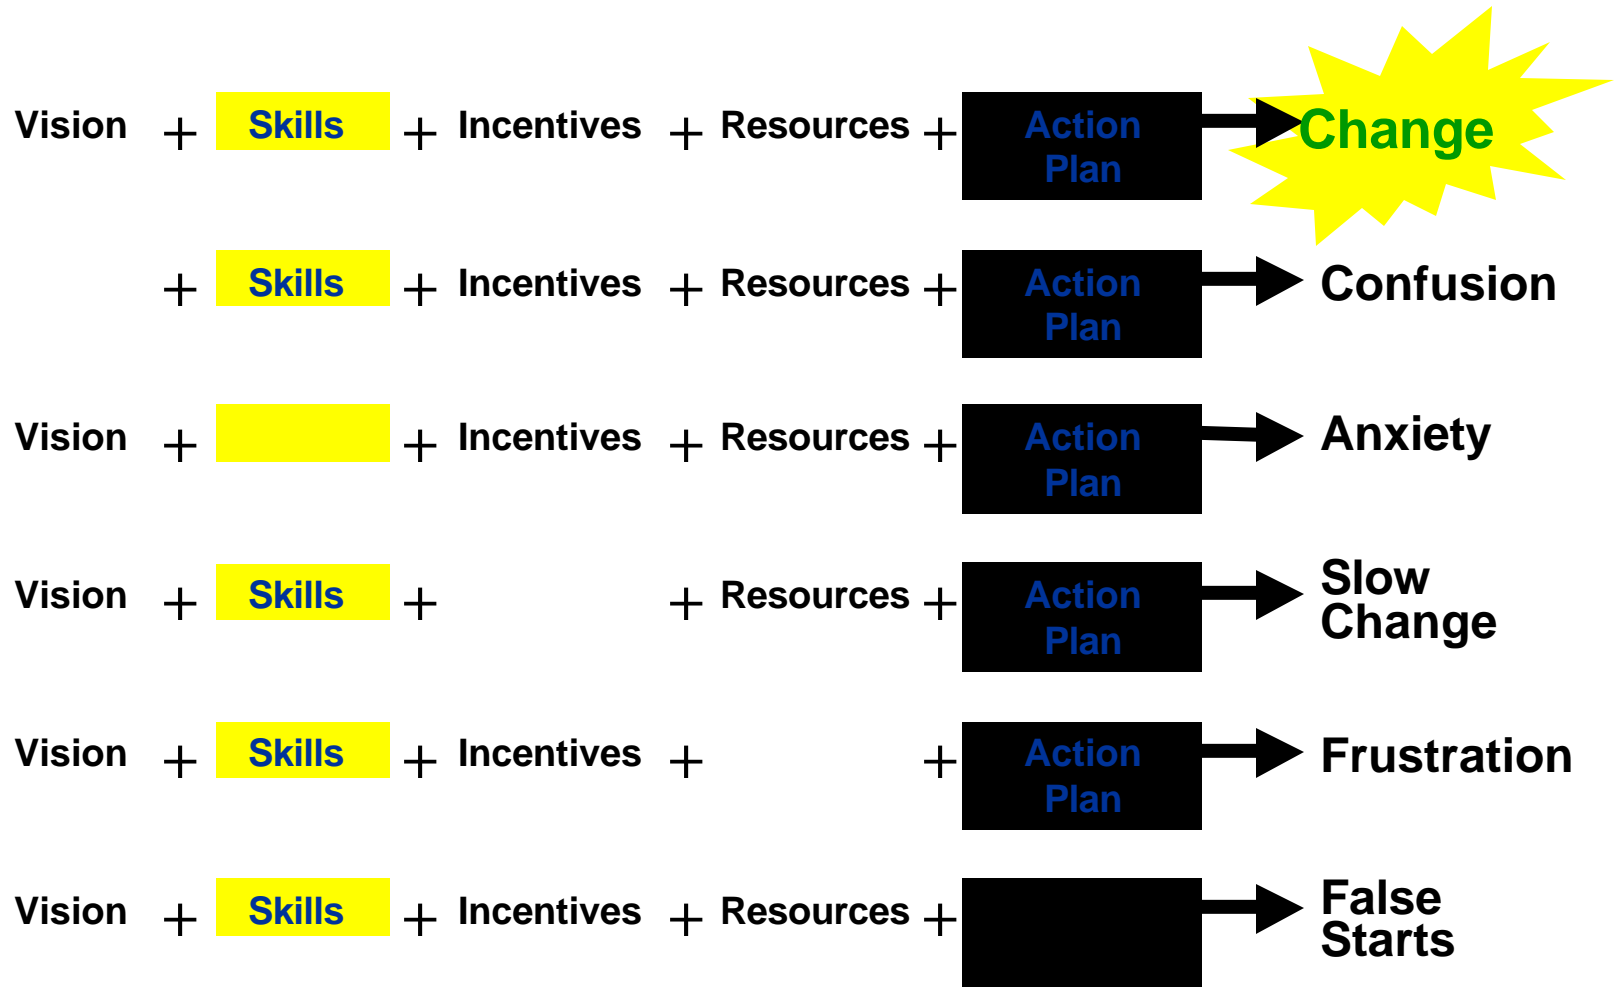 Vision + Skills + Incentives + Resources + Action Plan Change
+ Skills + Incentives + Resources + Action Plan Confusion
Vision + + Incentives + Resources + Action Plan Anxiety
Vision + Skills + + Resources + Action Plan Slow Change
Vision + Skills + Incentives + + Action Plan Frustration
Vision + Skills + Incentives + Resources + False Starts